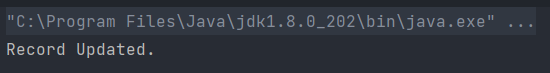 "C:\Program Files\Java\jdk1.8.0_202\bin\java.exe" ...
Record Updated.